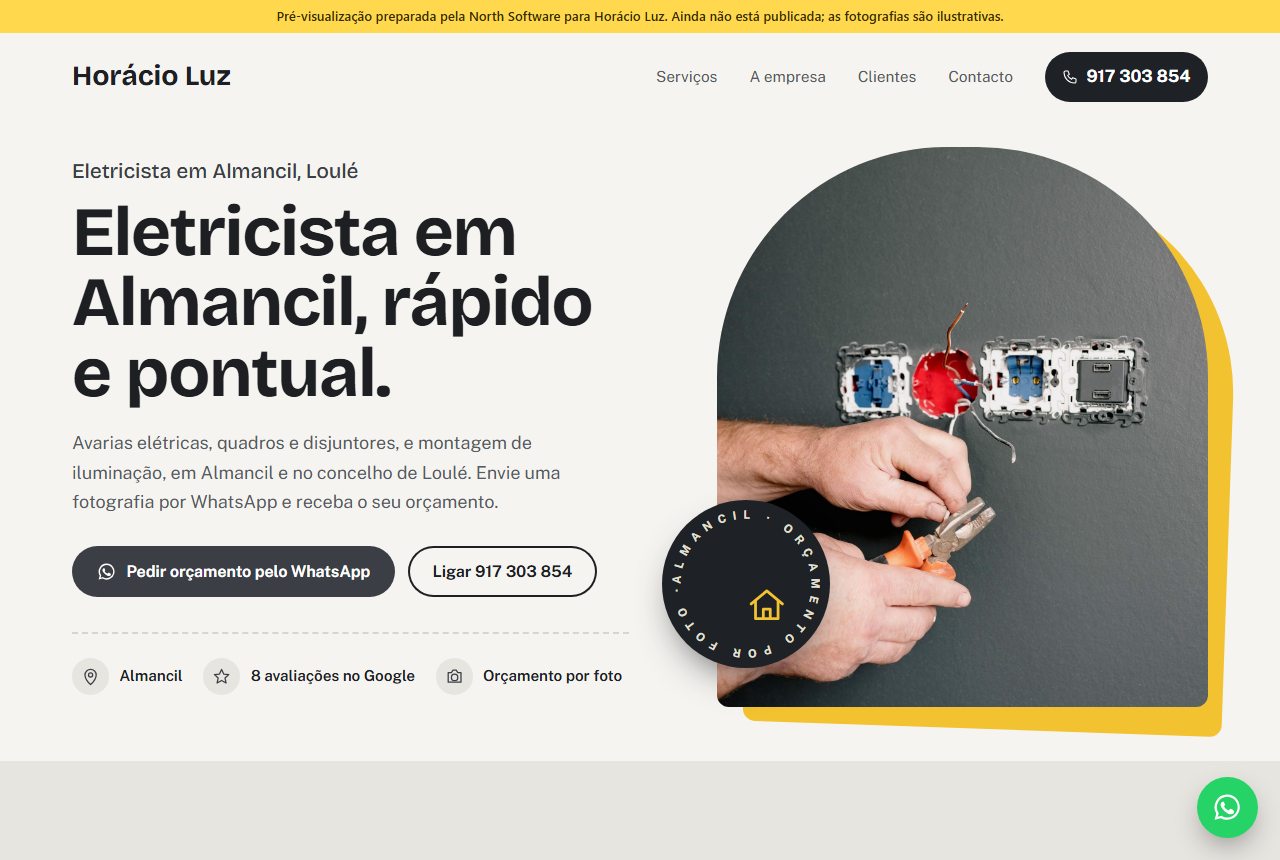 Pré-visualização preparada pela North Software para Horácio Luz. Ainda não está publicada; as fotografias são ilustrativas.
Horácio Luz
Serviços
A empresa
Clientes
Contacto
917 303 854
Eletricista em Almancil, Loulé
Eletricista em
Almancil, rápido
e pontual.
Avarias elétricas, quadros e disjuntores, e montagem de
iluminação, em Almancil e no concelho de Loulé. Envie uma
fotografia por WhatsApp e receba o seu orçamento.
Pedir orçamento pelo WhatsApp
Ligar 917 303 854
ALMANCIL · ORÇAMENTO POR FOTO ·
Almancil
8 avaliações no Google
Orçamento por foto